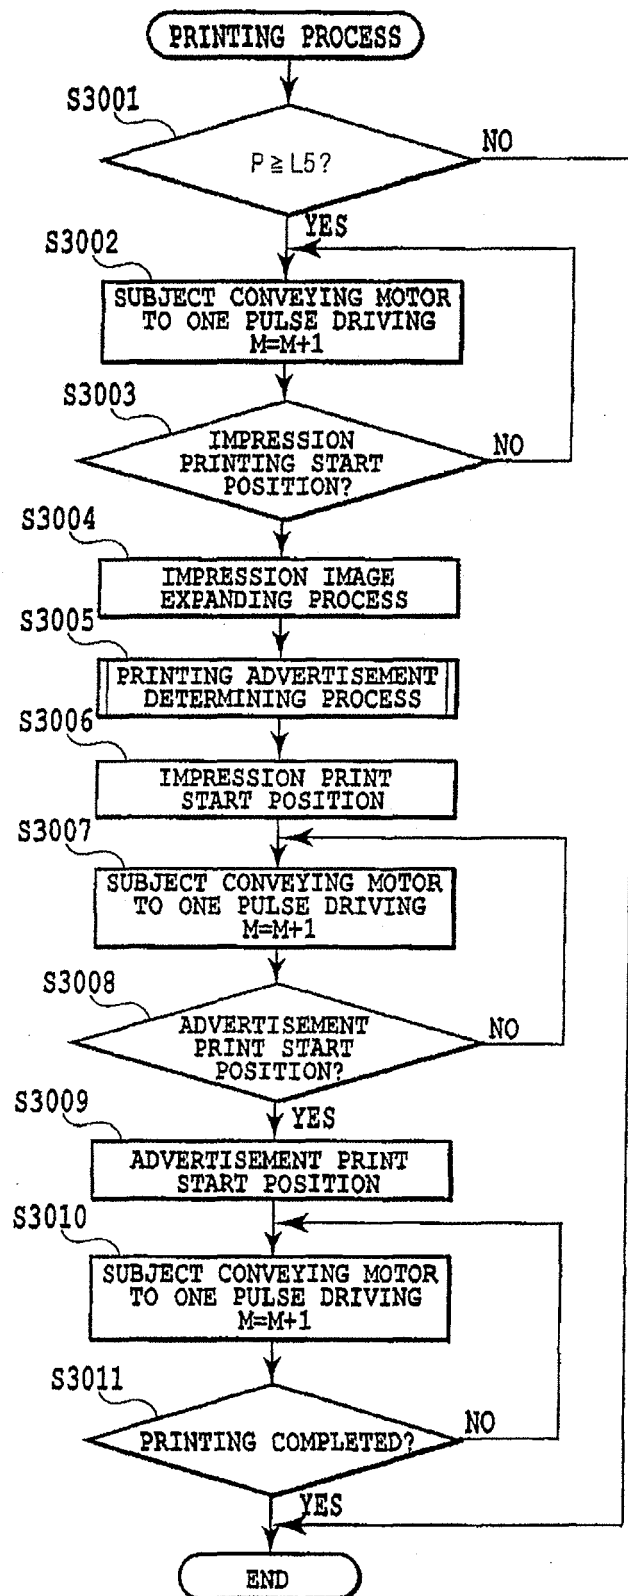 PRINTING PROCESS
S3001
P ≧ L5?
NO
YES
S3002
SUBJECT CONVEYING MOTOR
TO ONE PULSE DRIVING
M=M+1
S3003
IMPRESSION
PRINTING START
POSITION?
NO
S3004
IMPRESSION IMAGE
EXPANDING PROCESS
S3005
PRINTING ADVERTISEMENT
DETERMINING PROCESS
S3006
IMPRESSION PRINT
START POSITION
S3007
SUBJECT CONVEYING MOTOR
TO ONE PULSE DRIVING
M=M+1
S3008
ADVERTISEMENT
PRINT START
POSITION?
NO
YES
S3009
ADVERTISEMENT PRINT
START POSITION
S3010
SUBJECT CONVEYING MOTOR
TO ONE PULSE DRIVING
M=M+1
S3011
PRINTING COMPLETED?
NO
YES
END